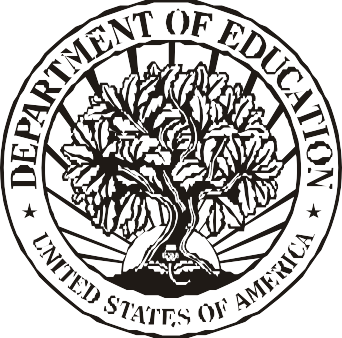 DEPARTMENT OF EDUCATION
UNITED STATES OF AMERICA